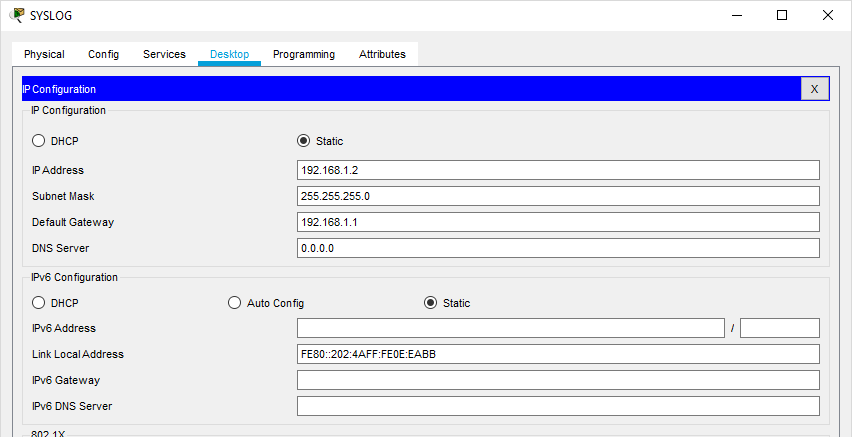 SYSLOG
Physical Config Services Desktop Programming Attributes
IP Configuration X
IP Configuration
DHCP Static
IP Address 192.168.1.2
Subnet Mask 255.255.255.0
Default Gateway 192.168.1.1
DNS Server 0.0.0.0
IPv6 Configuration
DHCP Auto Config Static
IPv6 Address /
Link Local Address FE80::202:4AFF:FE0E:EABB
IPv6 Gateway
IPv6 DNS Server
802.1X